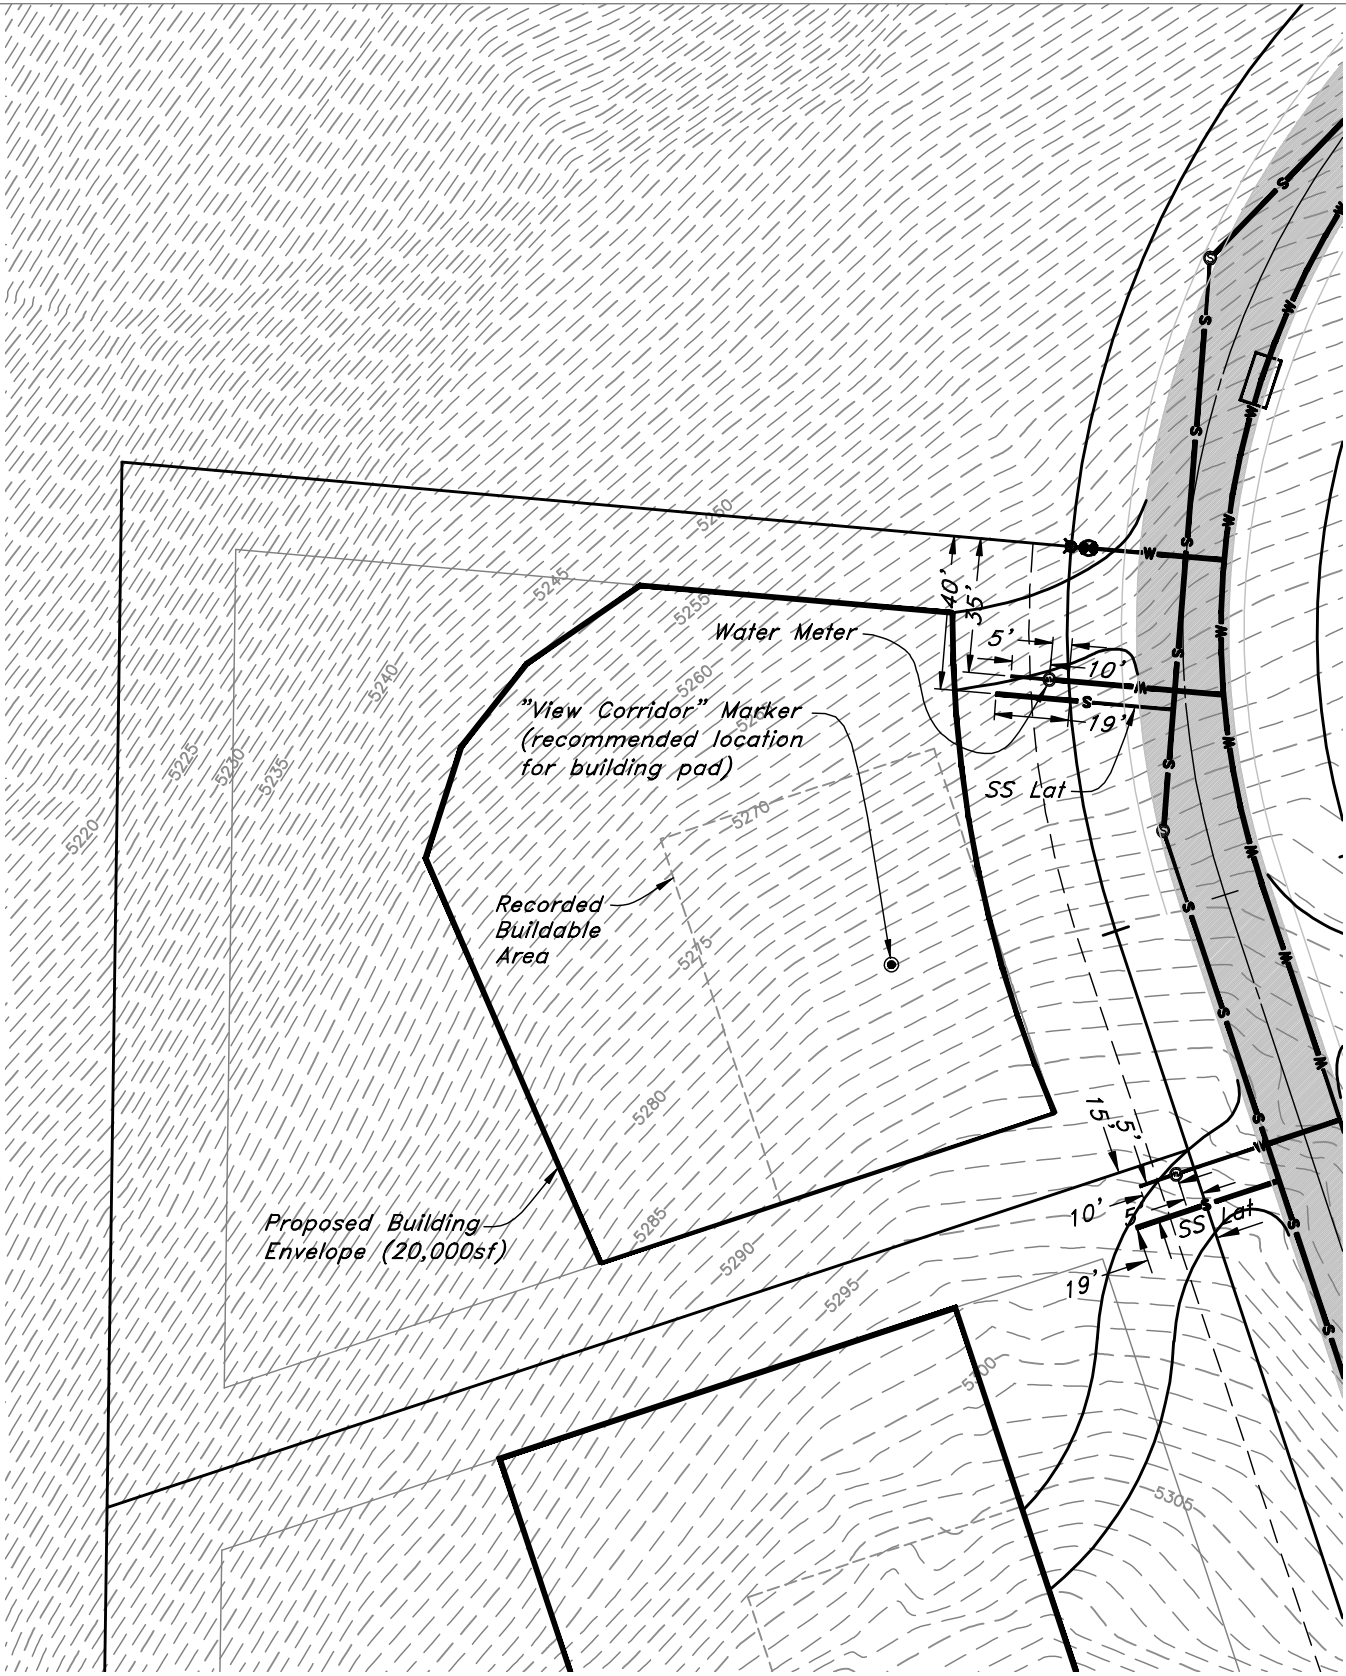 5250
5245
5255
40'
35'
Water Meter
5'
10'
5240
5260
"View Corridor" Marker
(recommended location
for building pad)
19'
5225
5230
5235
SS Lat
5220
5270
Recorded
Buildable
Area
5275
5280
15'
5'
Proposed Building
Envelope (20,000sf)
5285
10'
5'
SS Lat
5290
19'
5295
5300
5305
S
S
S
S
S
S
S
S
S
S
S
S
S
S
W
W
W
W
W
W
W
W
W
W